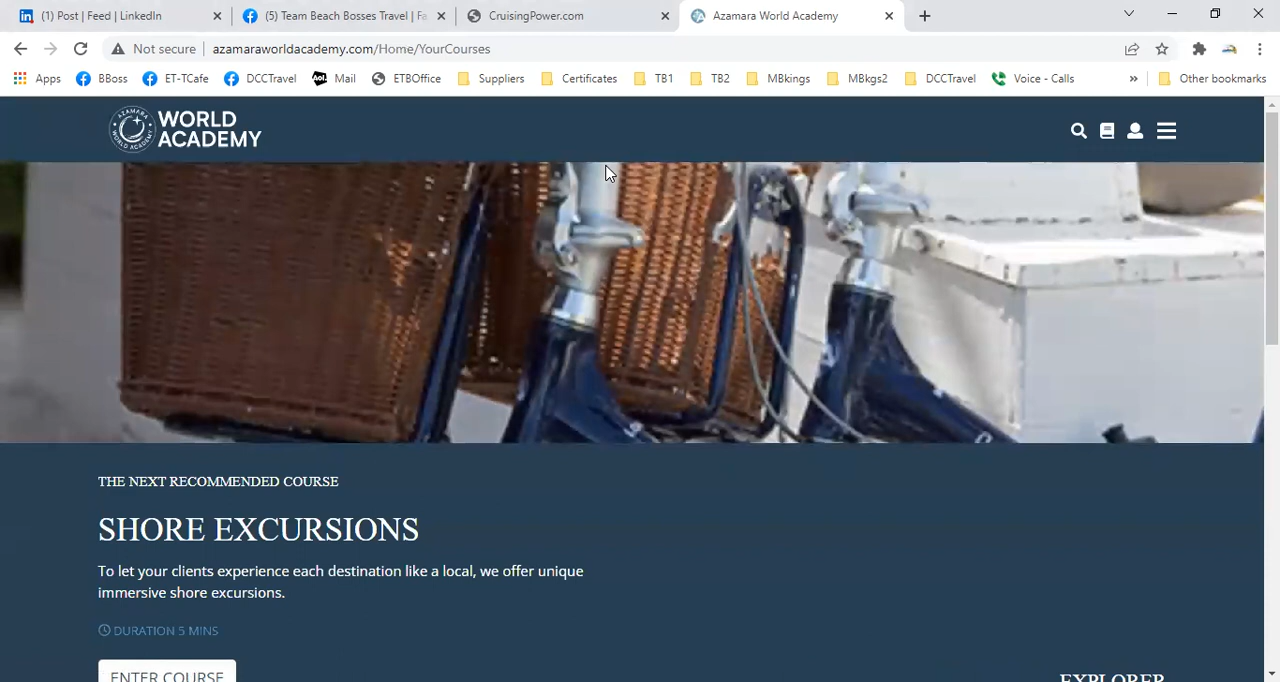 (1) Post | Feed | LinkedIn
(5) Team Beach Bosses Travel | Fa
CruisingPower.com
Azamara World Academy
Not secure
azamaraworldacademy.com/Home/YourCourses
Apps
BBoss
ET-TCafe
DCCTravel
Aol.
Mail
ETBOffice
Suppliers
Certificates
TB1
TB2
MBkings
MBkgs2
DCCTravel
Voice - Calls
»
Other bookmarks
WORLD
ACADEMY
THE NEXT RECOMMENDED COURSE
SHORE EXCURSIONS
To let your clients experience each destination like a local, we offer unique
immersive shore excursions.
DURATION 5 MINS
ENTER COURSE
EXPLORER